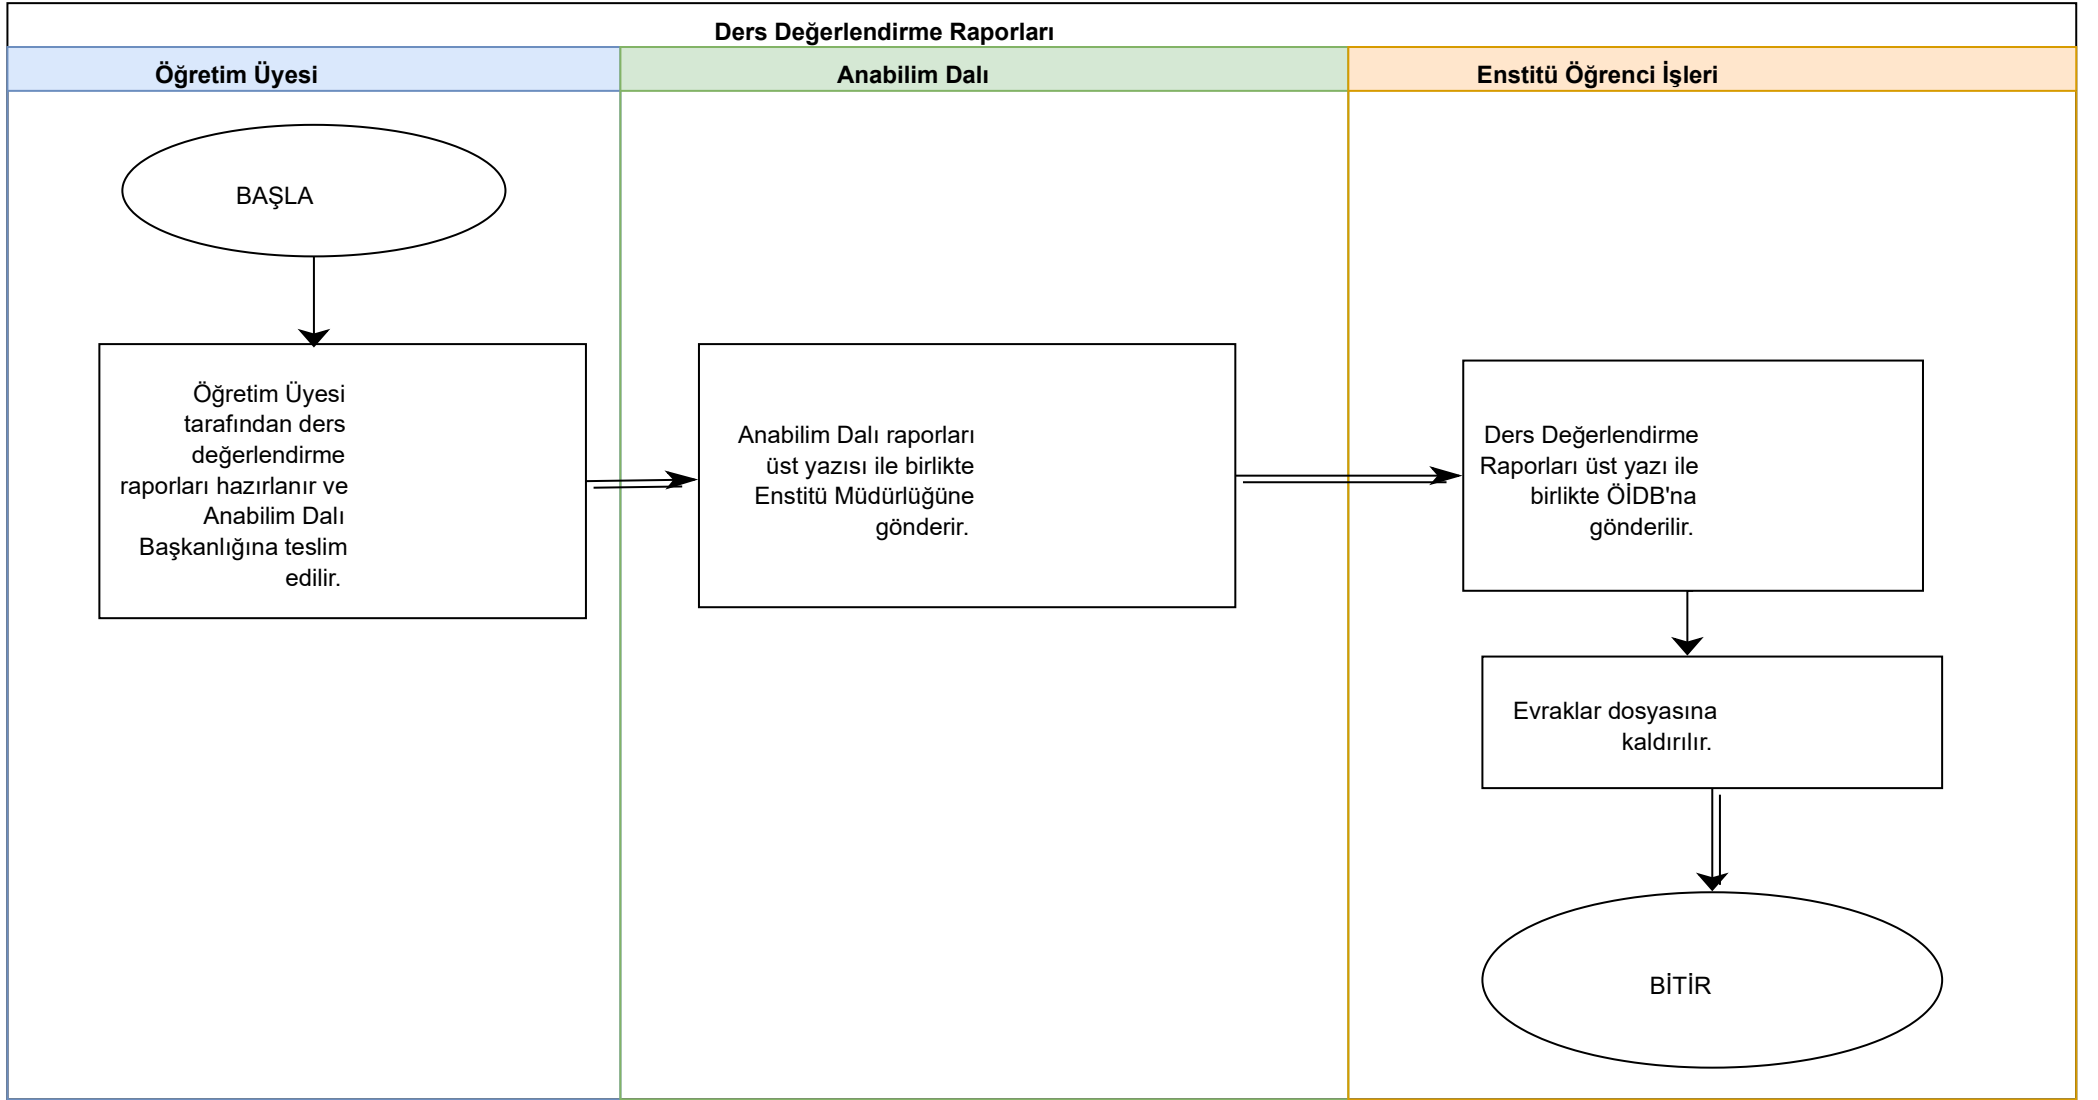 Ders Değerlendirme Raporları
Öğretim Üyesi
Anabilim Dalı
Enstitü Öğrenci İşleri
BAŞLA
Öğretim Üyesi
tarafından ders
değerlendirme
raporları hazırlanır ve
Anabilim Dalı
Başkanlığına teslim
edilir.
Anabilim Dalı raporları
üst yazısı ile birlikte
Enstitü Müdürlüğüne
gönderir.
Ders Değerlendirme
Raporları üst yazı ile
birlikte ÖİDB'na
gönderilir.
Evraklar dosyasına
kaldırılır.
BİTİR